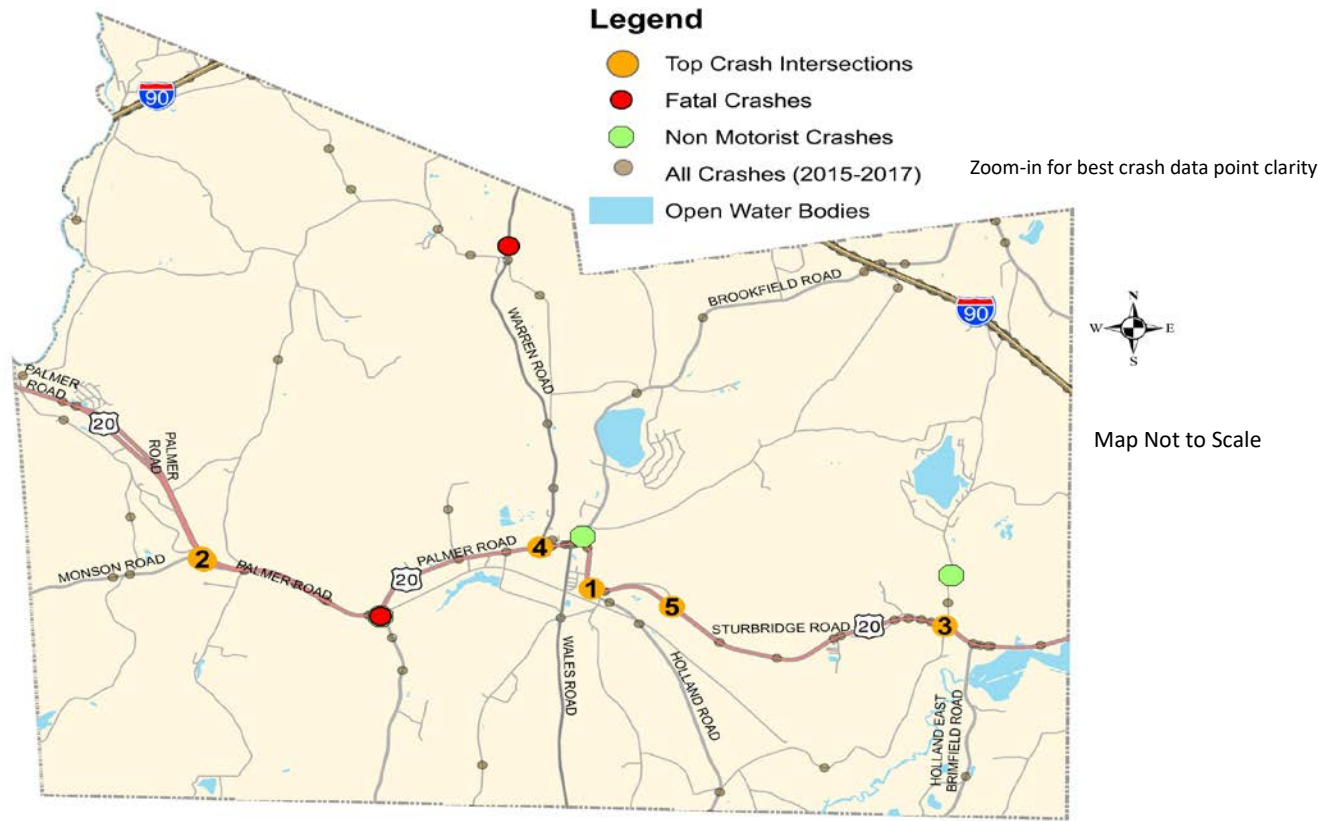 Legend
Top Crash Intersections
Fatal Crashes
Non Motorist Crashes
All Crashes (2015-2017)
Open Water Bodies
Zoom-in for best crash data point clarity
90
BROOKFIELD ROAD
90
N
W E
S
WARREN ROAD
PALMER
ROAD
20
PALMER
ROAD
Map Not to Scale
MONSON ROAD
2
PALMER ROAD
20
PALMER ROAD
4
1
5
STURBRIDGE ROAD
20
3
WALES ROAD
HOLLAND ROAD
HOLLAND EAST
BRIMFIELD ROAD